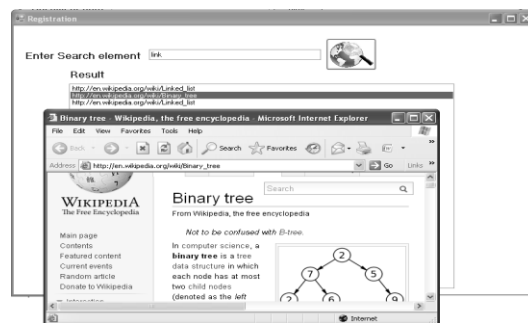 Registration
Enter Search element link
Result
http://en.wikipedia.org/wiki/Linked_list
http://en.wikipedia.org/wiki/Binary_tree
http://en.wikipedia.org/wiki/Linked_list
Binary tree - Wikipedia, the free encyclopedia - Microsoft Internet Explorer
File Edit View Favorites Tools Help
Back Search Favorites
Address http://en.wikipedia.org/wiki/Binary_tree Go Links
WIKIPEDIA
The Free Encyclopedia
Main page
Contents
Featured content
Current events
Random article
Donate to Wikipedia
Interaction
Search
Binary tree
From Wikipedia, the free encyclopedia
Not to be confused with B-tree.
In computer science, a
binary tree is a tree
data structure in which
each node has at most
two child nodes
(denoted as the left
2
7 5
2 6 9
Internet